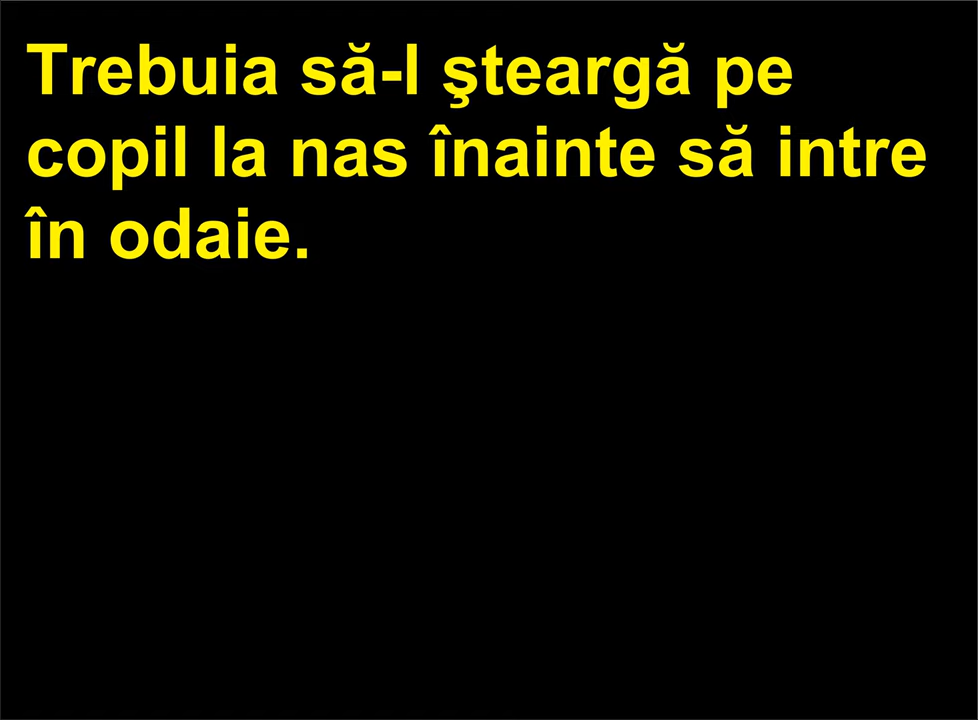 Trebuia să-l şteargă pe
copil la nas înainte să intre
în odaie.